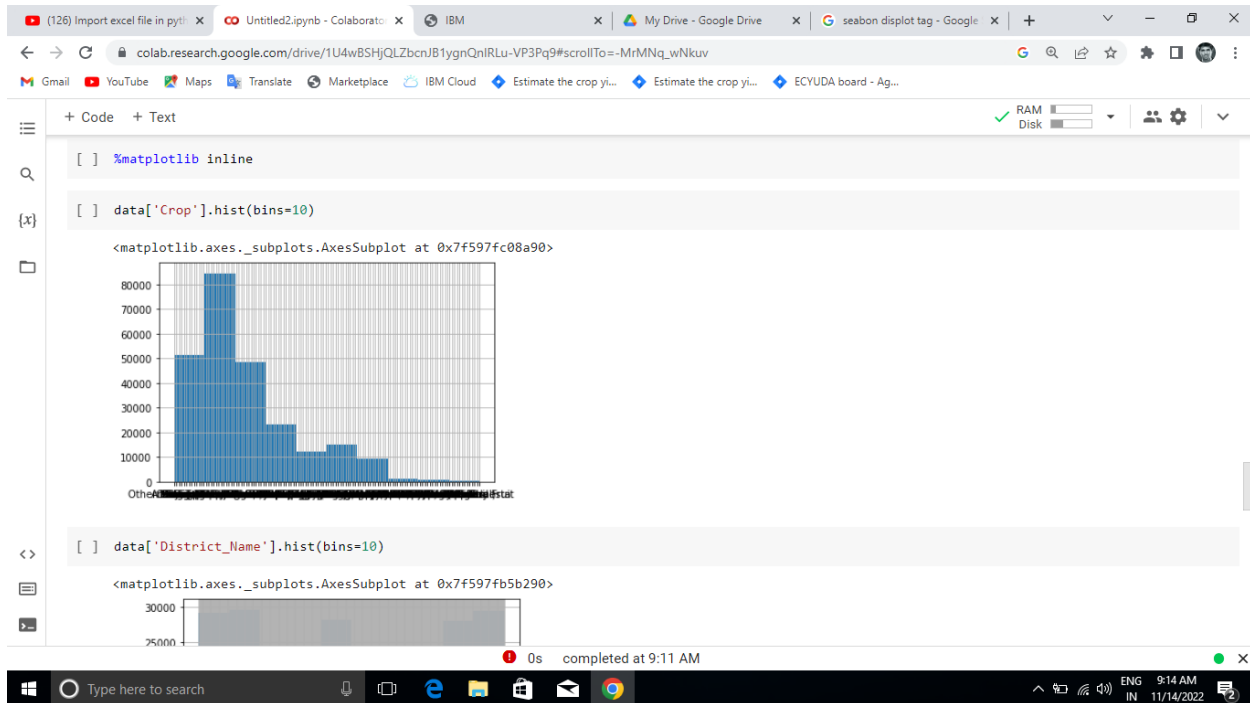 (126) Import excel file in pyth
Untitled2.ipynb - Colaborato
IBM
My Drive - Google Drive
seabon displot tag - Google
colab.research.google.com/drive/1U4wBSHjQLZbcnJB1ygnQnIRLu-VP3Pq9#scrollTo=-MrMNq_wNkuv
Gmail YouTube Maps Translate Marketplace IBM Cloud Estimate the crop yi... Estimate the crop yi... ECYUDA board - Ag...
+ Code + Text
RAM
Disk
[ ] %matplotlib inline
{x}
[ ] data['Crop'].hist(bins=10)
<matplotlib.axes._subplots.AxesSubplot at 0x7f597fc08a90>
80000
70000
60000
50000
40000
30000
20000
10000
0
[ ] data['District_Name'].hist(bins=10)
<matplotlib.axes._subplots.AxesSubplot at 0x7f597fb5b290>
30000
25000
0s completed at 9:11 AM
Type here to search
ENG 9:14 AM
IN 11/14/2022
2